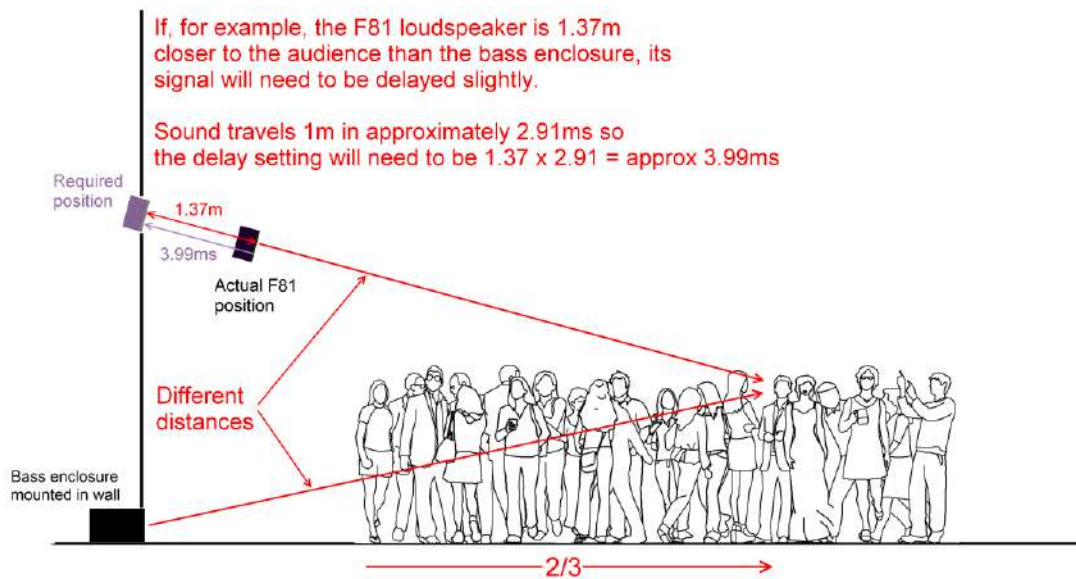 If, for example, the F81 loudspeaker is 1.37m
closer to the audience than the bass enclosure, its
signal will need to be delayed slightly.
Sound travels 1m in approximately 2.91ms so
the delay setting will need to be 1.37 x 2.91 = approx 3.99ms
Required
position
1.37m
3.99ms
Actual F81
position
Different
distances
Bass enclosure
mounted in wall
2/3